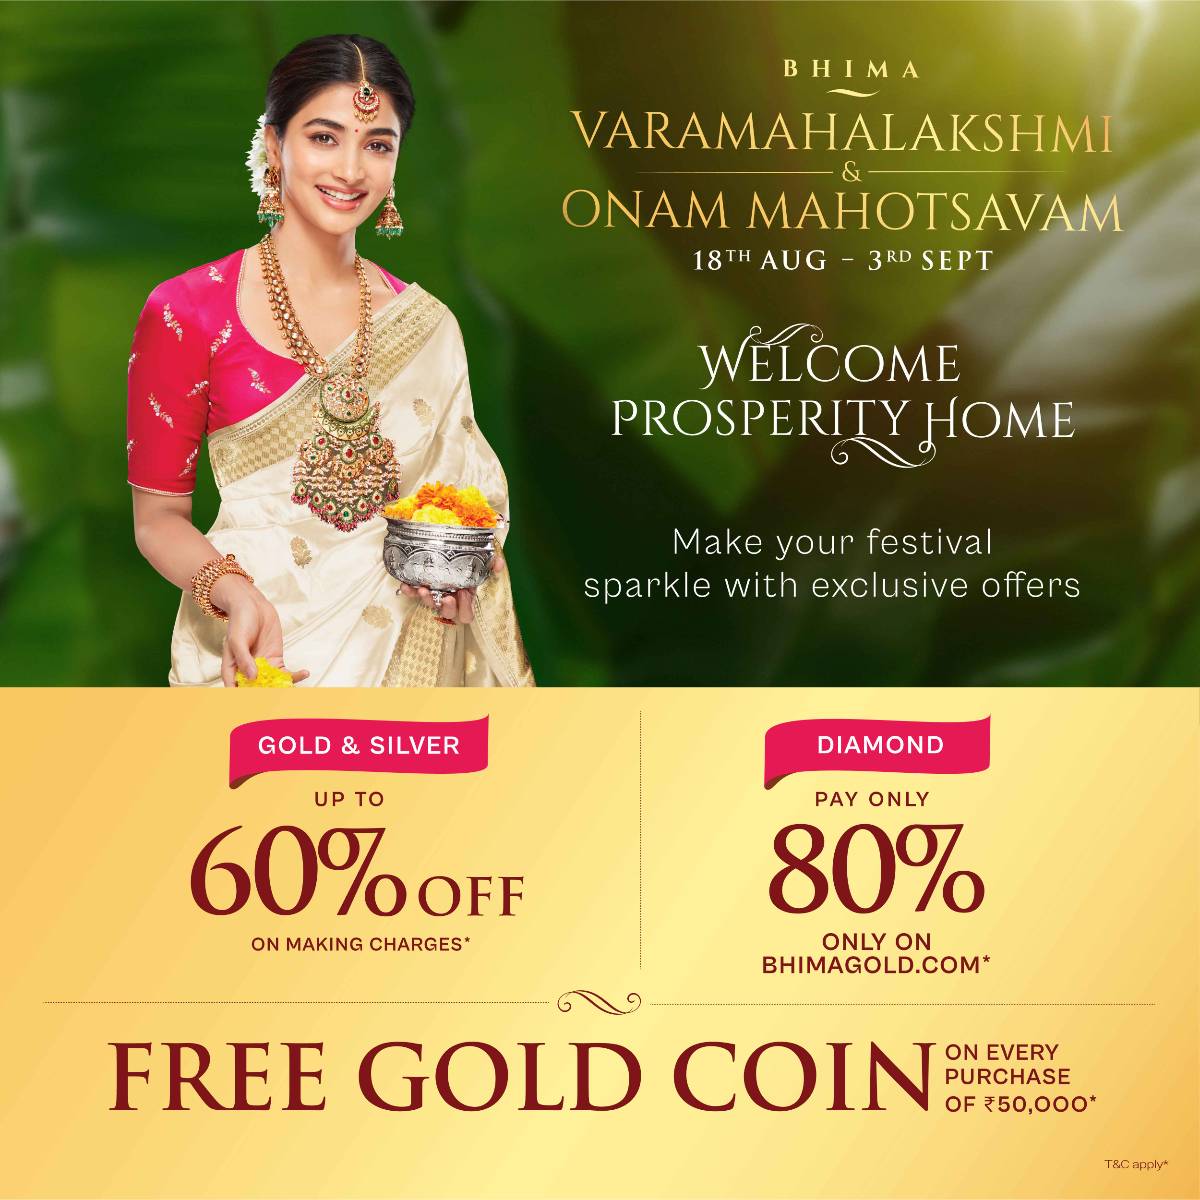 BHIMA
VARAMAHALAKSHMI
&
ONAM MAHOTSAVAM
18TH AUG – 3RD SEPT
WELCOME
PROSPERITY HOME
Make your festival
sparkle with exclusive offers
GOLD & SILVER
UP TO
60% OFF
ON MAKING CHARGES*
DIAMOND
PAY ONLY
80%
ONLY ON
BHIMAGOLD.COM*
FREE GOLD COIN
ON EVERY
PURCHASE
OF ₹50,000*
T&C apply*